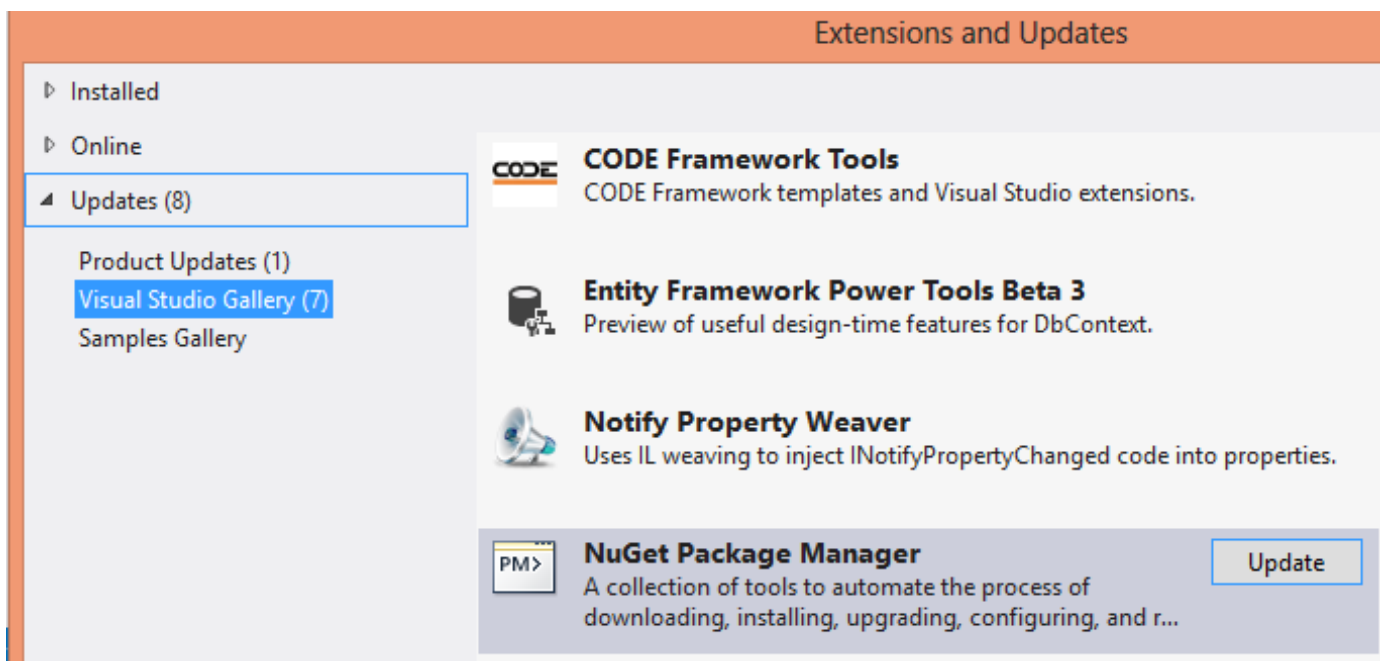 Extensions and Updates
Installed
Online
Updates (8)
Product Updates (1)
Visual Studio Gallery (7)
Samples Gallery
CODE
CODE Framework Tools
CODE Framework templates and Visual Studio extensions.
Entity Framework Power Tools Beta 3
Preview of useful design-time features for DbContext.
Notify Property Weaver
Uses IL weaving to inject INotifyPropertyChanged code into properties.
PM>
NuGet Package Manager
Update
A collection of tools to automate the process of
downloading, installing, upgrading, configuring, and r...